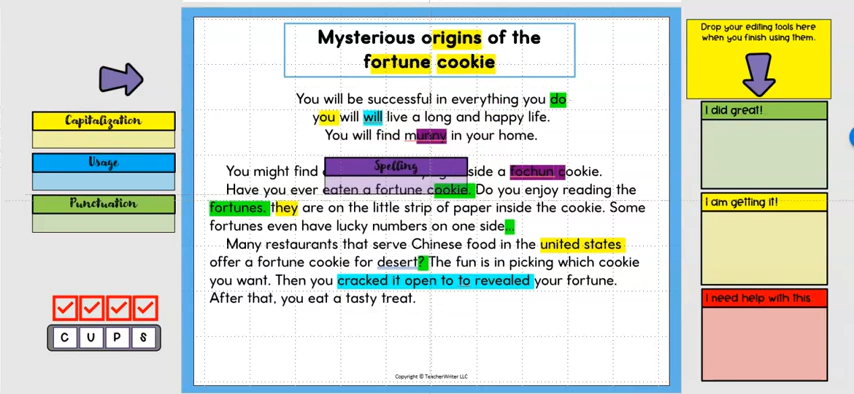 Mysterious origins of the
fortune cookie
Drop your editing tools here
when you finish using them.
Capitalization
Usage
Punctuation
C U P S
You will be successful in everything you do
you will will live a long and happy life.
You will find munny in your home.
Spelling
You might find side a fochun cookie.
Have you ever eaten a fortune cookie. Do you enjoy reading the
fortunes. they are on the little strip of paper inside the cookie. Some
fortunes even have lucky numbers on one side..
Many restaurants that serve Chinese food in the united states
offer a fortune cookie for desert? The fun is in picking which cookie
you want. Then you cracked it open to to revealed your fortune.
After that, you eat a tasty treat.
Copyright © TeacherWriter LLC
I did great!
I am getting it!
I need help with this